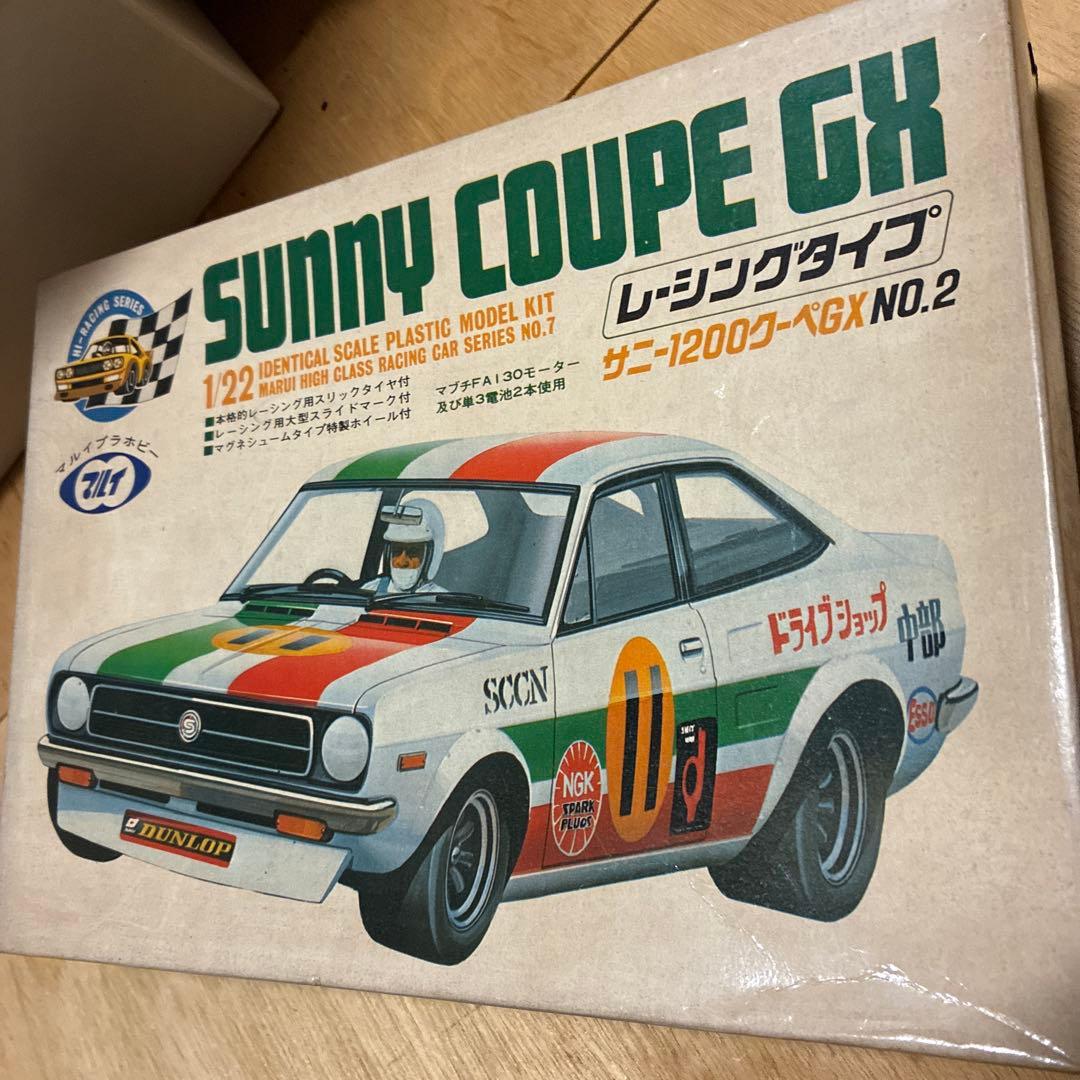 SUNNY COUPE GX
レーシングタイプ
サニー1200クーペGX NO.2
HI-RACING SERIES
1/22 IDENTICAL SCALE PLASTIC MODEL KIT
MARUI HIGH CLASS RACING CAR SERIES NO.7
■本格的レーシング用スリックタイヤ付
■レーシング用大型スライドマーク付
■マグネシュームタイプ特製ホイール付
マブチFA130モーター
及び単3電池2本使用
マルイプラホビー
マルイ
11
SCCN
ドライブショップ 中部
ESSO
11
NGK
SPARK
PLUGS
S
DUNLOP